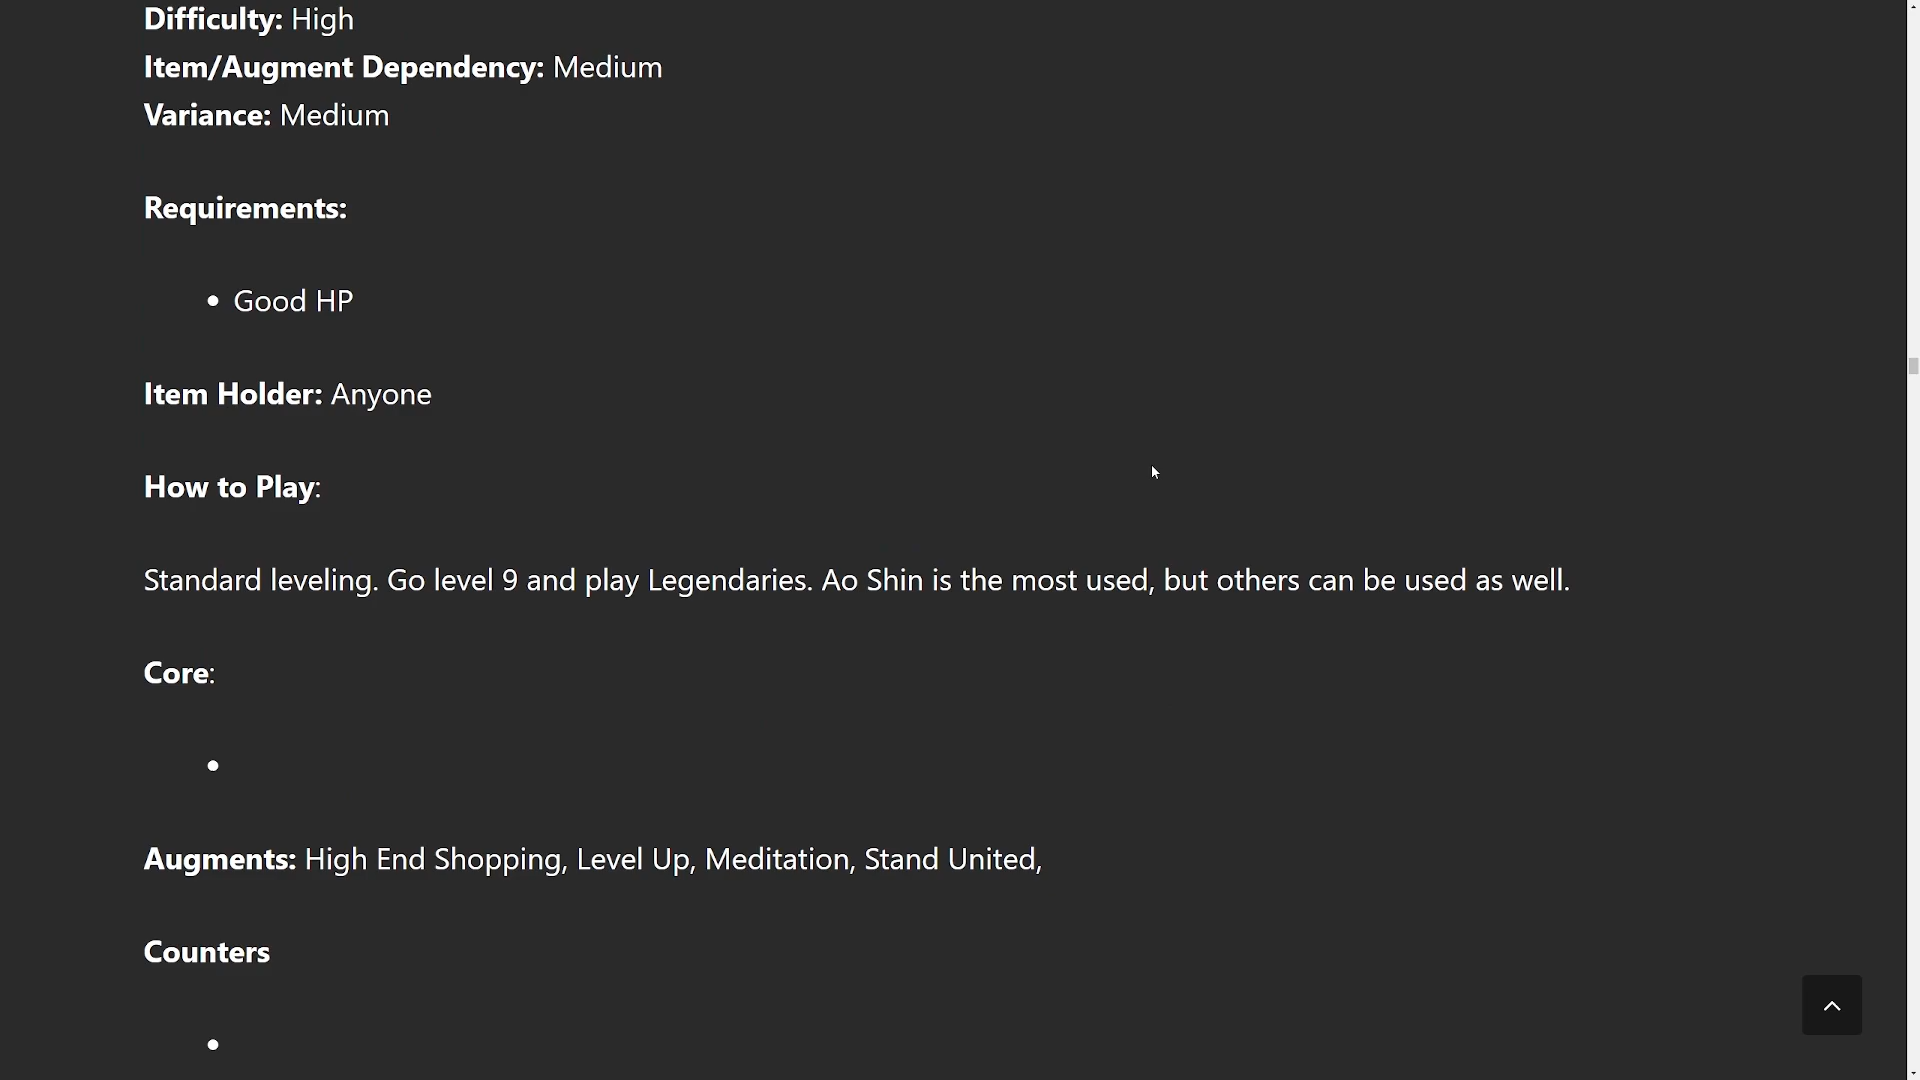 Difficulty: High
Item/Augment Dependency: Medium
Variance: Medium
Requirements:
• Good HP
Item Holder: Anyone
How to Play:
Standard leveling. Go level 9 and play Legendaries. Ao Shin is the most used, but others can be used as well.
Core:
•
Augments: High End Shopping, Level Up, Meditation, Stand United,
Counters
•